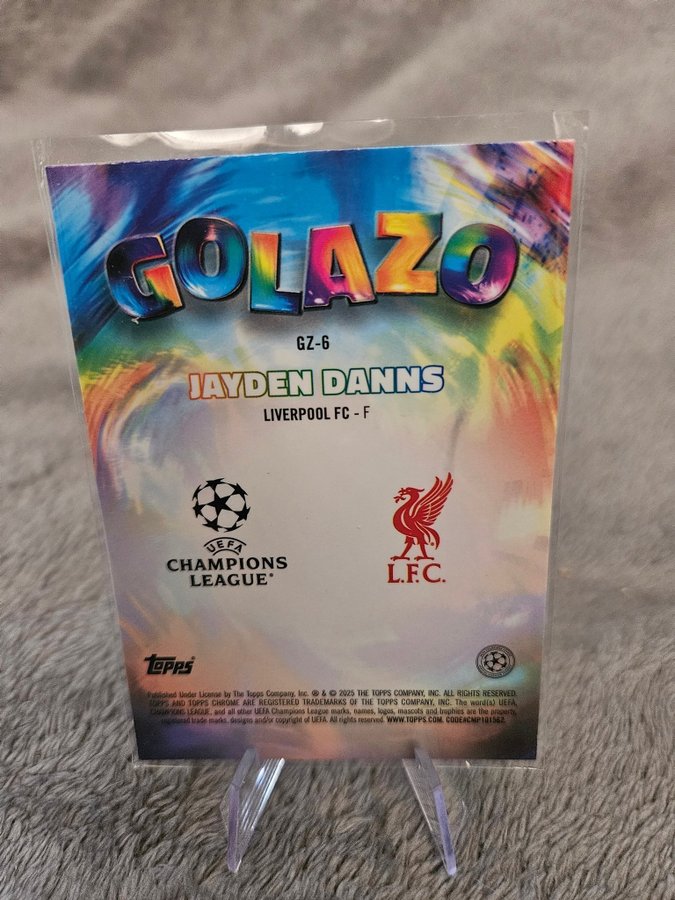 GOLAZO
GZ-6
JAYDEN DANNS
LIVERPOOL FC - F
UEFA
CHAMPIONS
LEAGUE®
L.F.C.
Topps®
Published Under License by The Topps Company, Inc. ® & © 2025 THE TOPPS COMPANY, INC. ALL RIGHTS RESERVED.
TOPPS AND TOPPS CHROME ARE REGISTERED TRADEMARKS OF THE TOPPS COMPANY, INC. The word(s) UEFA,
CHAMPIONS LEAGUE, and all other UEFA Champions League marks, names, logos, mascots and trophies are the property,
registered trade marks, designs and/or copyright of UEFA. All rights reserved. WWW.TOPPS.COM. CODE#CMP101562.